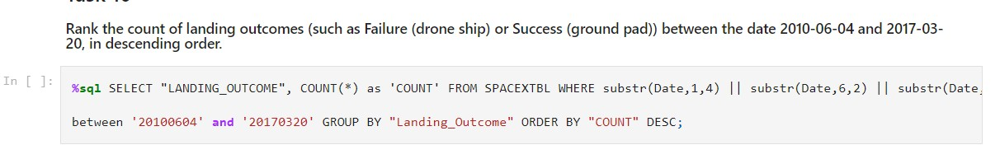 Rank the count of landing outcomes (such as Failure (drone ship) or Success (ground pad)) between the date 2010-06-04 and 2017-03-
20, in descending order.
In [ ]:
%sql SELECT "LANDING_OUTCOME", COUNT(*) as 'COUNT' FROM SPACEXTBL WHERE substr(Date,1,4) || substr(Date,6,2) || substr(Date,
between '20100604' and '20170320' GROUP BY "Landing_Outcome" ORDER BY "COUNT" DESC;